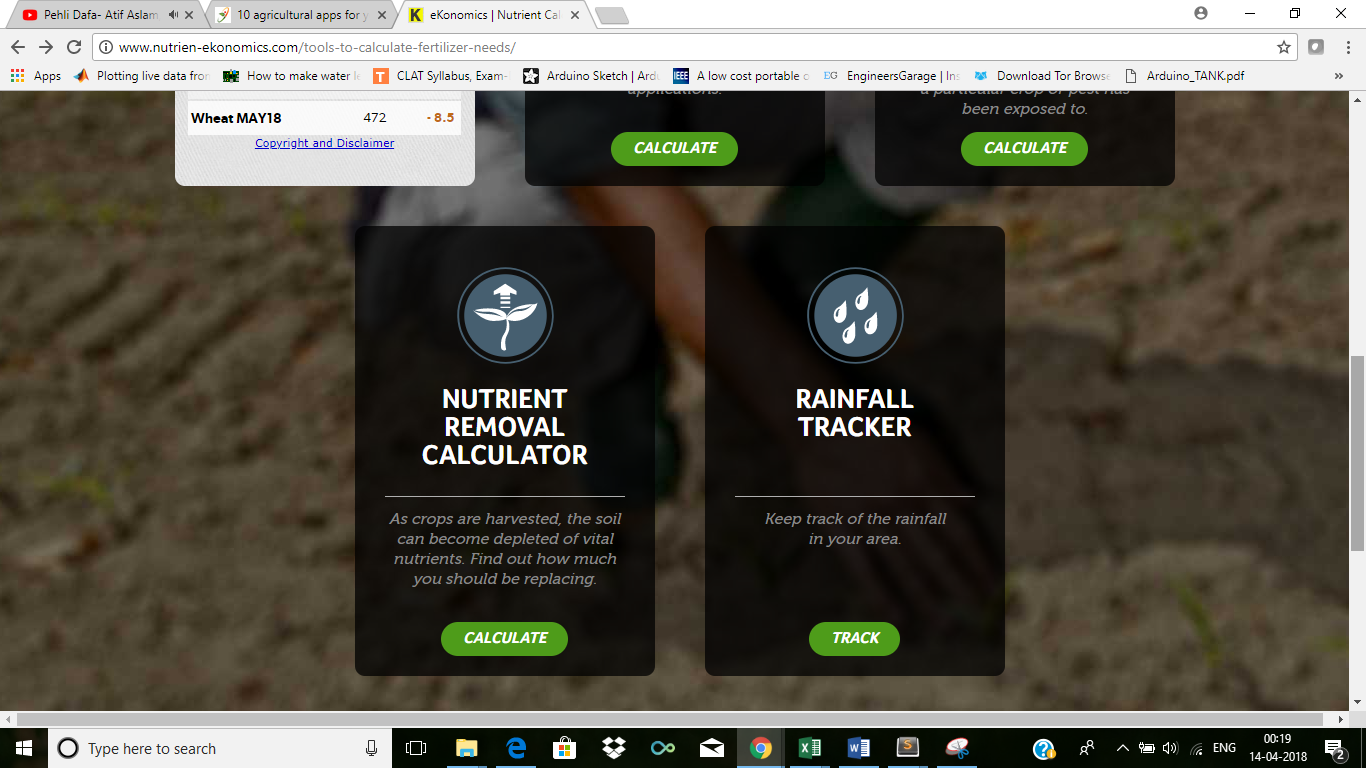 Pehli Dafa- Atif Aslam
10 agricultural apps for y
eKonomics | Nutrient Cal
www.nutrien-ekonomics.com/tools-to-calculate-fertilizer-needs/
Apps
Plotting live data from
How to make water le
CLAT Syllabus, Exam-
Arduino Sketch | Ardu
IEEE
A low cost portable o
EG
EngineersGarage | Ins
Download Tor Browse
Arduino_TANK.pdf
Wheat MAY18 472 - 8.5
Copyright and Disclaimer
applications.
CALCULATE
a particular crop or pest has
been exposed to.
CALCULATE
NUTRIENT
REMOVAL
CALCULATOR
As crops are harvested, the soil
can become depleted of vital
nutrients. Find out how much
you should be replacing.
CALCULATE
RAINFALL
TRACKER
Keep track of the rainfall
in your area.
TRACK
Type here to search
ENG
00:19
14-04-2018
2